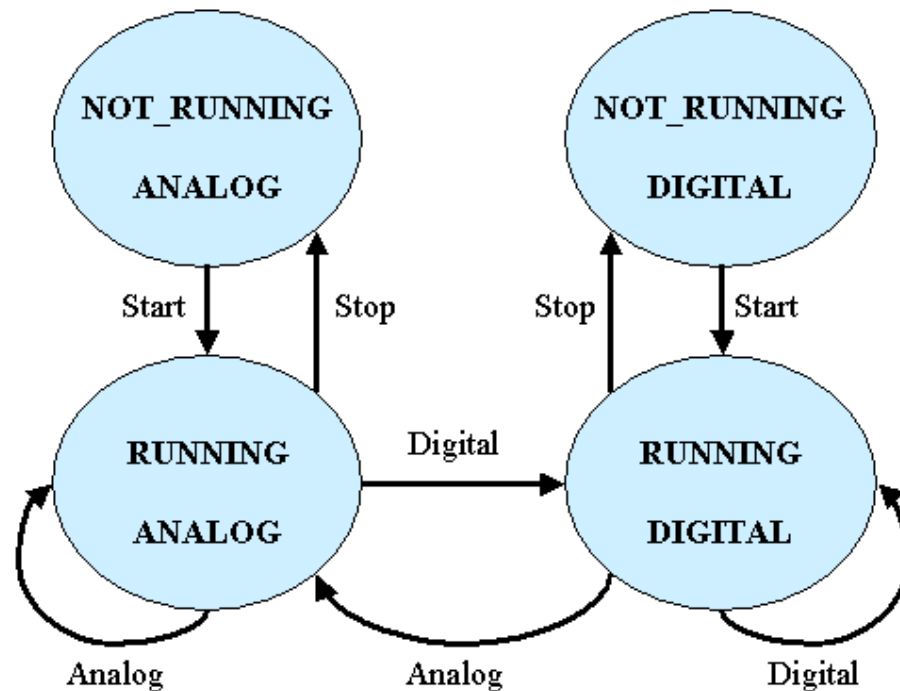 NOT_RUNNING
ANALOG
NOT_RUNNING
DIGITAL
Start
Stop
Stop
Start
RUNNING
ANALOG
Digital
RUNNING
DIGITAL
Analog
Analog
Digital